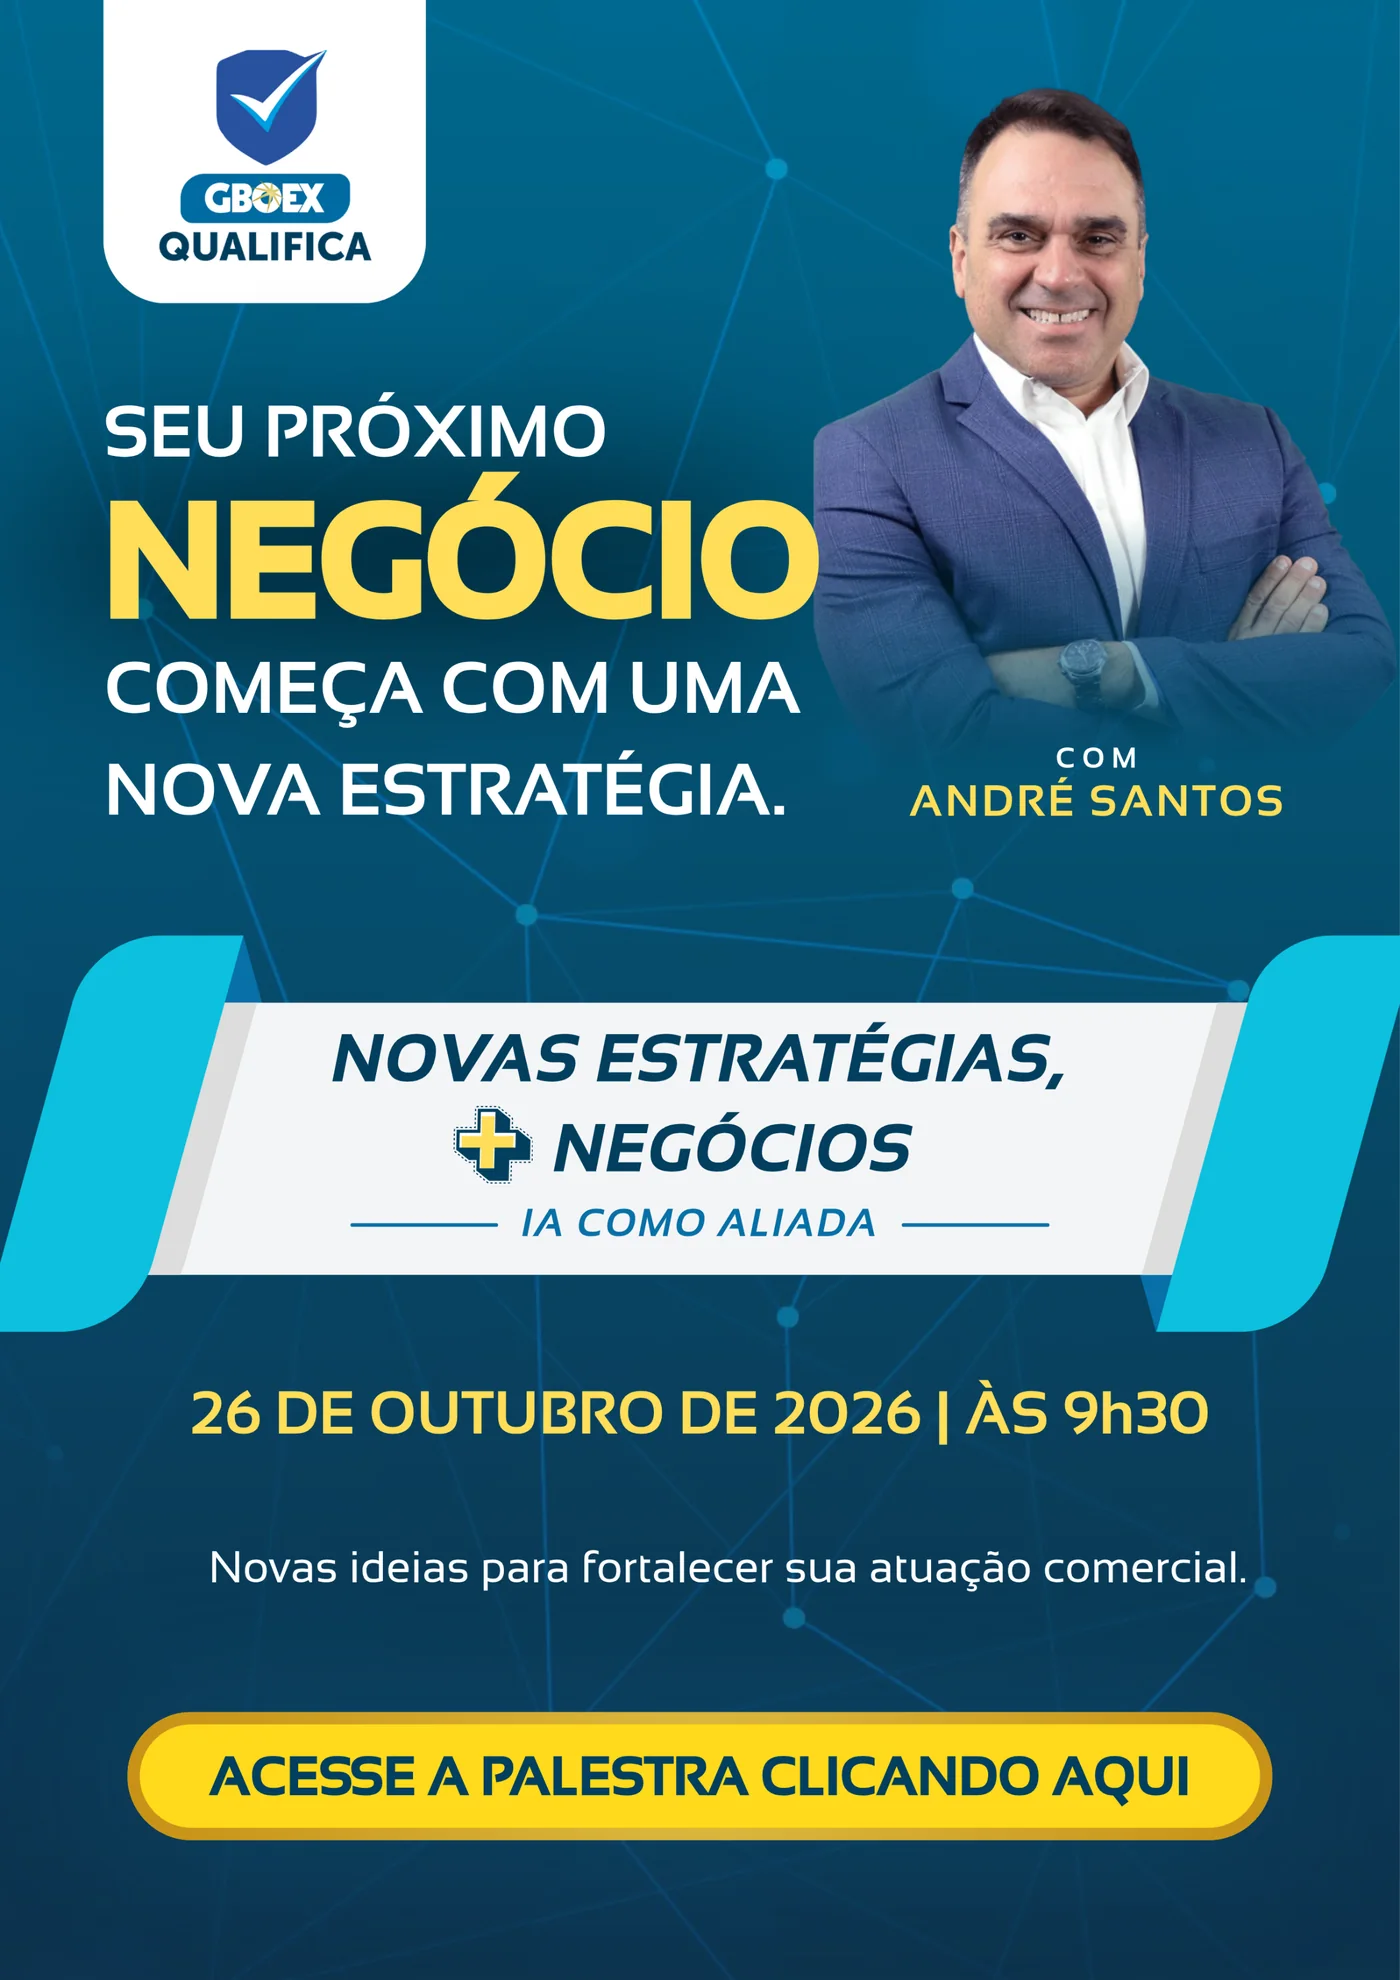 GBOEX
QUALIFICA
SEU PRÓXIMO
NEGÓCIO
COMEÇA COM UMA
NOVA ESTRATÉGIA.
COM
ANDRÉ SANTOS
NOVAS ESTRATÉGIAS,
+ NEGÓCIOS
IA COMO ALIADA
26 DE OUTUBRO DE 2026 | ÀS 9h30
Novas ideias para fortalecer sua atuação comercial.
ACESSE A PALESTRA CLICANDO AQUI